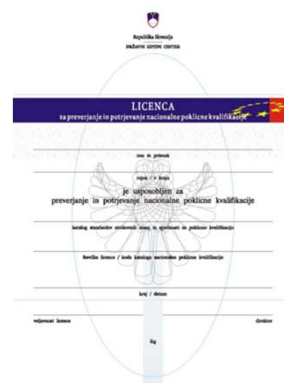 Republika Slovenija
DRŽAVNI IZPITNI CENTER
LICENCA
za preverjanje in potrjevanje nacionalne poklicne kvalifikacije
ime in priimek
rojen / v kraju
je usposobljen za
preverjanje in potrjevanje nacionalne poklicne kvalifikacije
katalog standardov strokovnih znanj in spretnosti za poklicno kvalifikacijo
številka licence / koda kataloga nacionalne poklicne kvalifikacije
kraj / datum
veljavnost licence direktor
žig